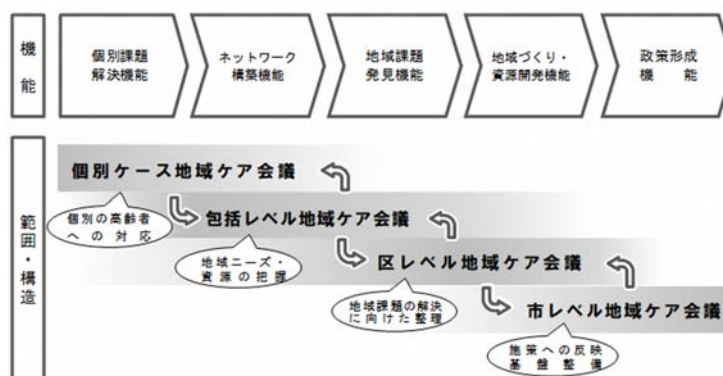 機能
個別課題
解決機能
ネットワーク
構築機能
地域課題
発見機能
地域づくり・
資源開発機能
政策形成
機能
範囲・構造
個別ケース地域ケア会議
個別の高齢者
への対応
包括レベル地域ケア会議
地域ニーズ・
資源の把握
区レベル地域ケア会議
地域課題の解決
に向けた整理
市レベル地域ケア会議
施策への反映
基盤整備